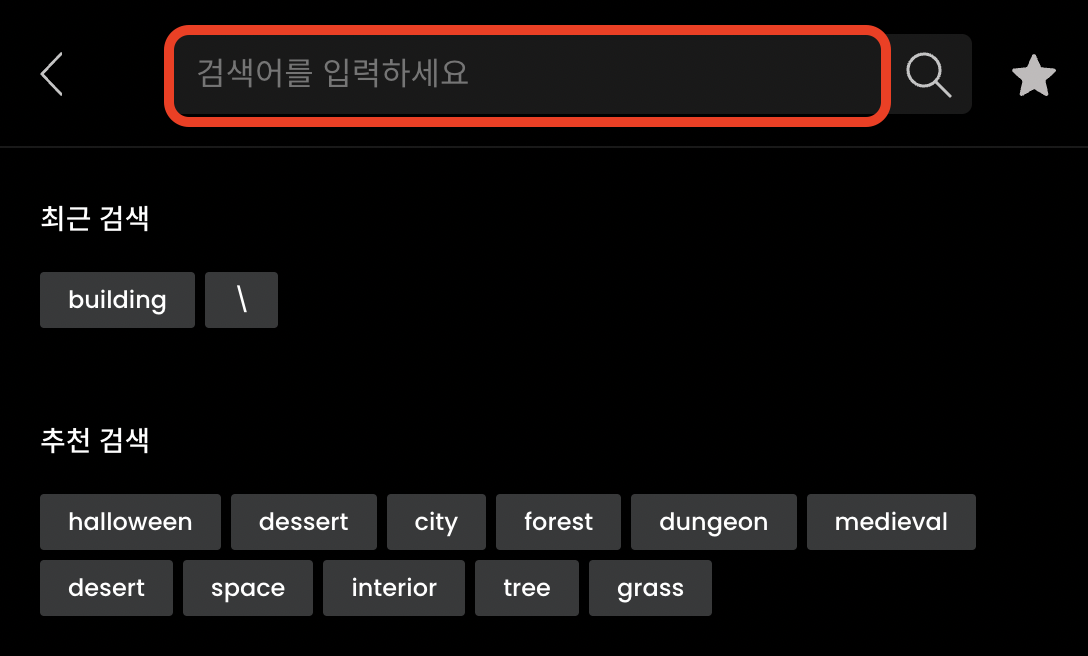 검색어를 입력하세요
최근 검색
building \
추천 검색
halloween dessert city forest dungeon medieval
desert space interior tree grass